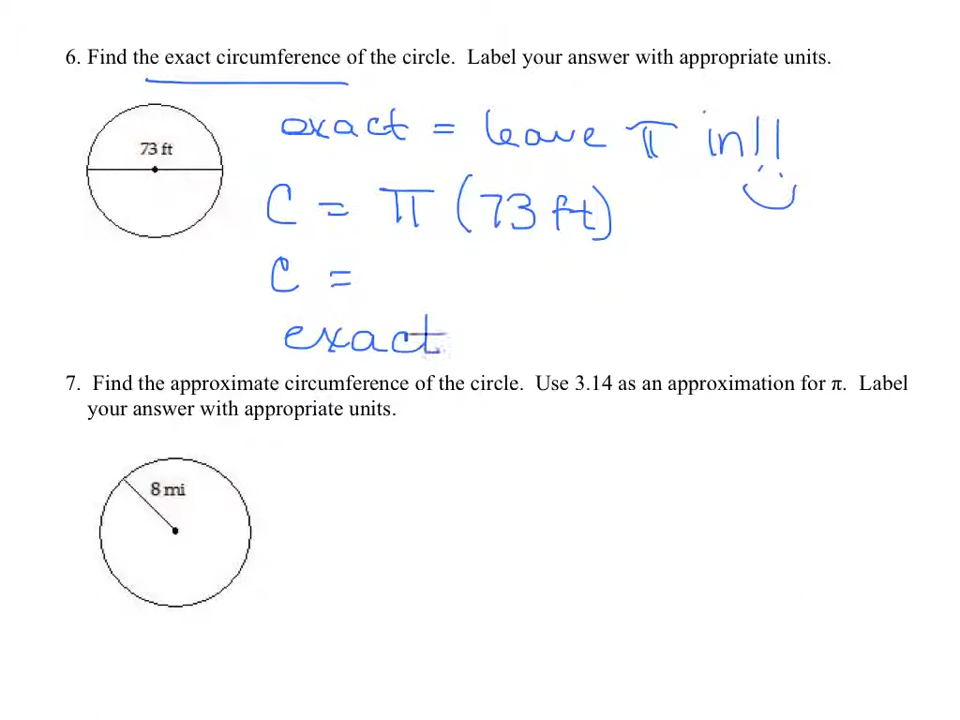 6. Find the exact circumference of the circle.  Label your answer with appropriate units.
73 ft
exact = leave π in!!
C = π (73 ft)
C =
exact
7.  Find the approximate circumference of the circle.  Use 3.14 as an approximation for π.  Label
your answer with appropriate units.
8 mi